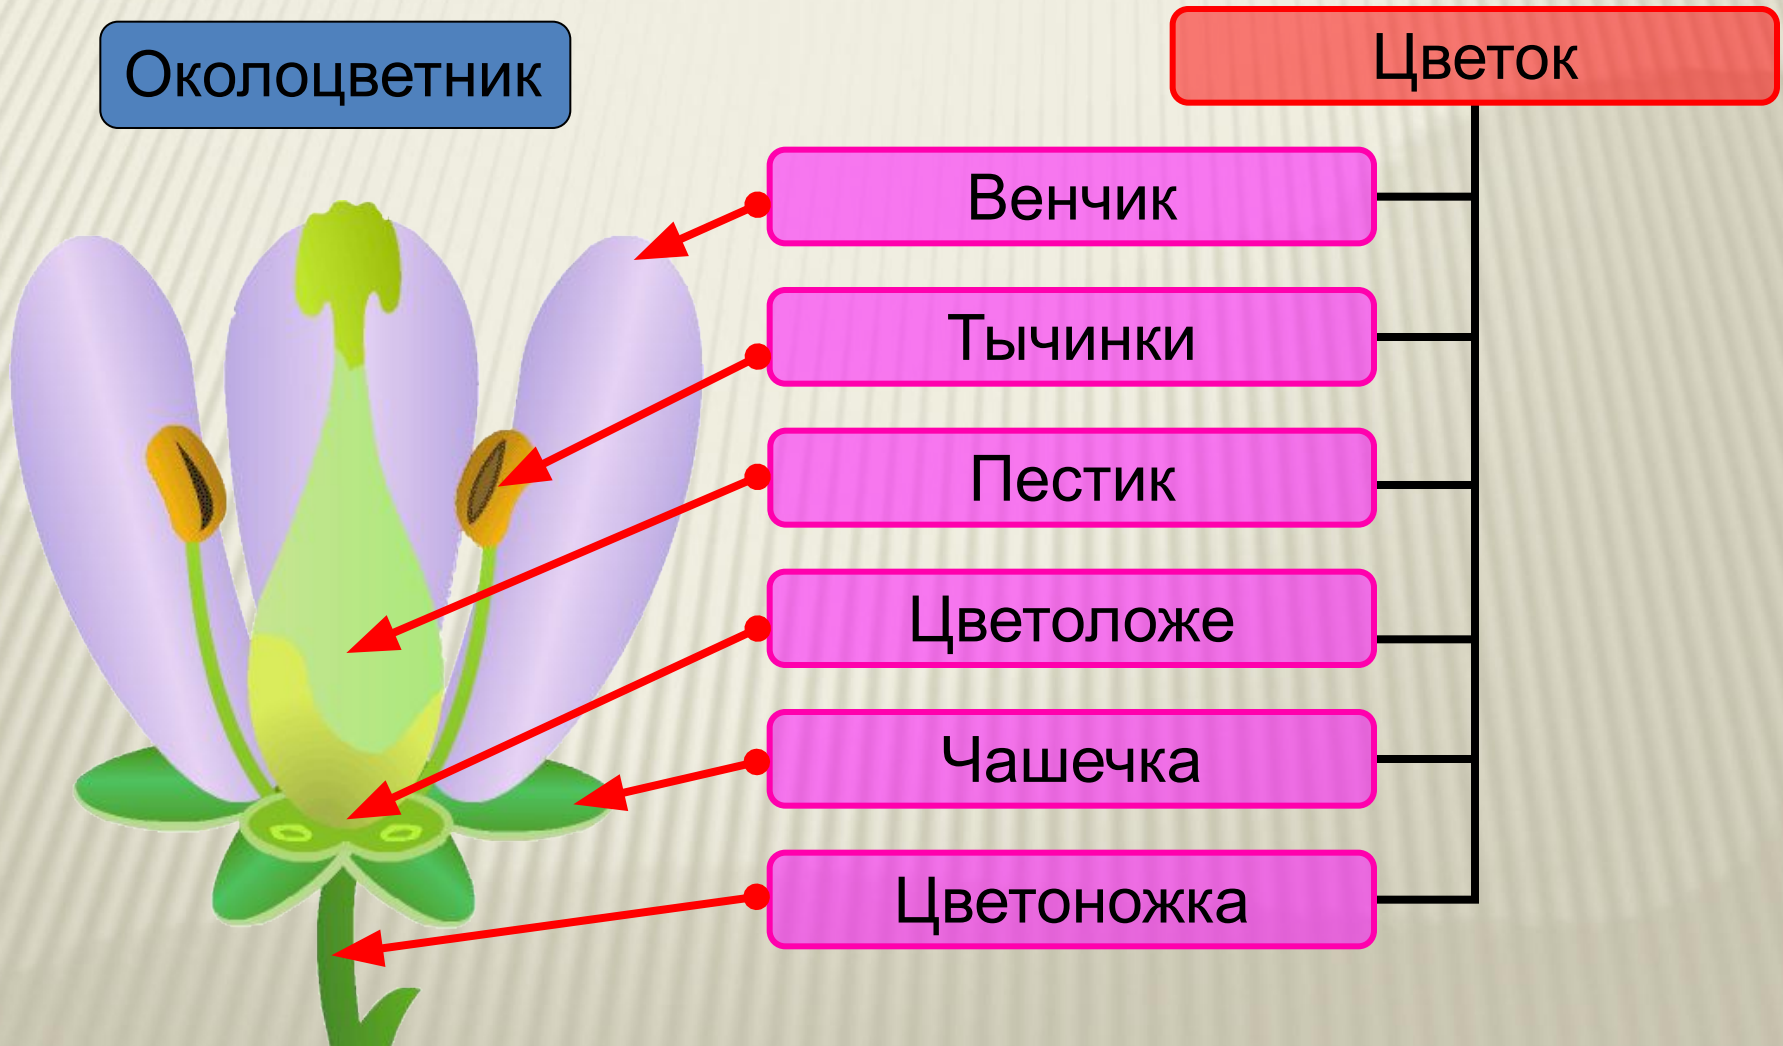 Околоцветник
Цветок
Венчик
Тычинки
Пестик
Цветоложе
Чашечка
Цветоножка